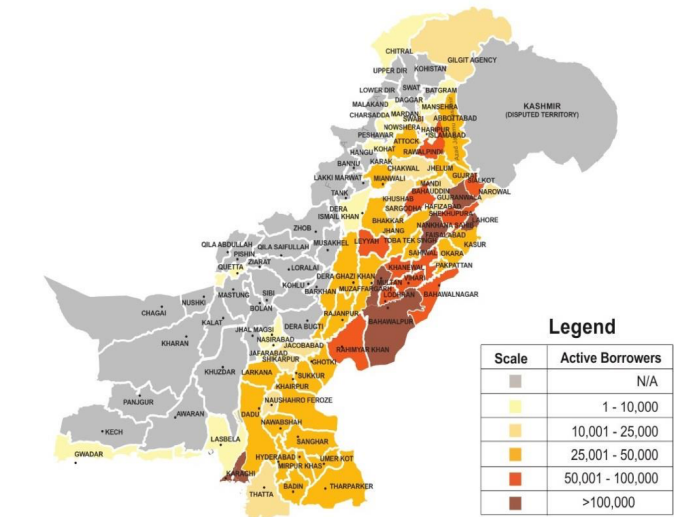 CHITRAL
GILGIT AGENCY
UPPER DIR
KOHISTAN
LOWER DIR
SWAT
BATGRAM
DAGGAR
KASHMIR
(DISPUTED TERRITORY)
MALAKAND
MANSEHRA
CHARSADDA
MARDAN
SWABI
ABBOTTABAD
NOWSHERA
HARIPUR
PESHAWAR
ISLAMABAD
ATTOCK
KOHAT
HANGU
RAWALPINDI
BANNU
KARAK
CHAKWAL
JHELUM
GUJRAT
LAKKI MARWAT
MIANWALI
SIALKOT
MANDI
BAHAUDDIN
NAROWAL
TANK
KHUSHAB
GUJRANWALA
DERA
ISMAIL KHAN
SARGODHA
HAFIZABAD
SHEIKHUPURA
BHAKKAR
LAHORE
NANKHANA SAHIB
ZHOB
JHANG
FAISALABAD
QILA ABDULLAH
QILA SAIFULLAH
MUSAKHEL
LEYYAH
TOBA TEK SINGH
KASUR
PISHIN
ZIARAT
SAHIWAL
OKARA
QUETTA
LORALAI
DERA GHAZI KHAN
KHANEWAL
PAKPATTAN
MASTUNG
SIBI
KOHLU
BARKHAN
MUZAFFARGARH
MULTAN
VIHARI
NUSHKI
BOLAN
LODHRAN
BAHAWALNAGAR
CHAGAI
KALAT
RAJANPUR
BAHAWALPUR
JHAL MAGSI
DERA BUGTI
KHARAN
NASIRABAD
JACOBABAD
JAFARABAD
RAHIMYAR KHAN
SHIKARPUR
GHOTKI
KHUZDAR
LARKANA
SUKKUR
KHAIRPUR
PANJGUR
AWARAN
NAUSHAHRO FEROZE
DADU
NAWABSHAH
KECH
LASBELA
SANGHAR
GWADAR
HYDERABAD
UMER KOT
MIRPUR KHAS
KARACHI
BADIN
THARPARKER
THATTA
Legend
Scale Active Borrowers
N/A
1 - 10,000
10,001 - 25,000
25,001 - 50,000
50,001 - 100,000
>100,000